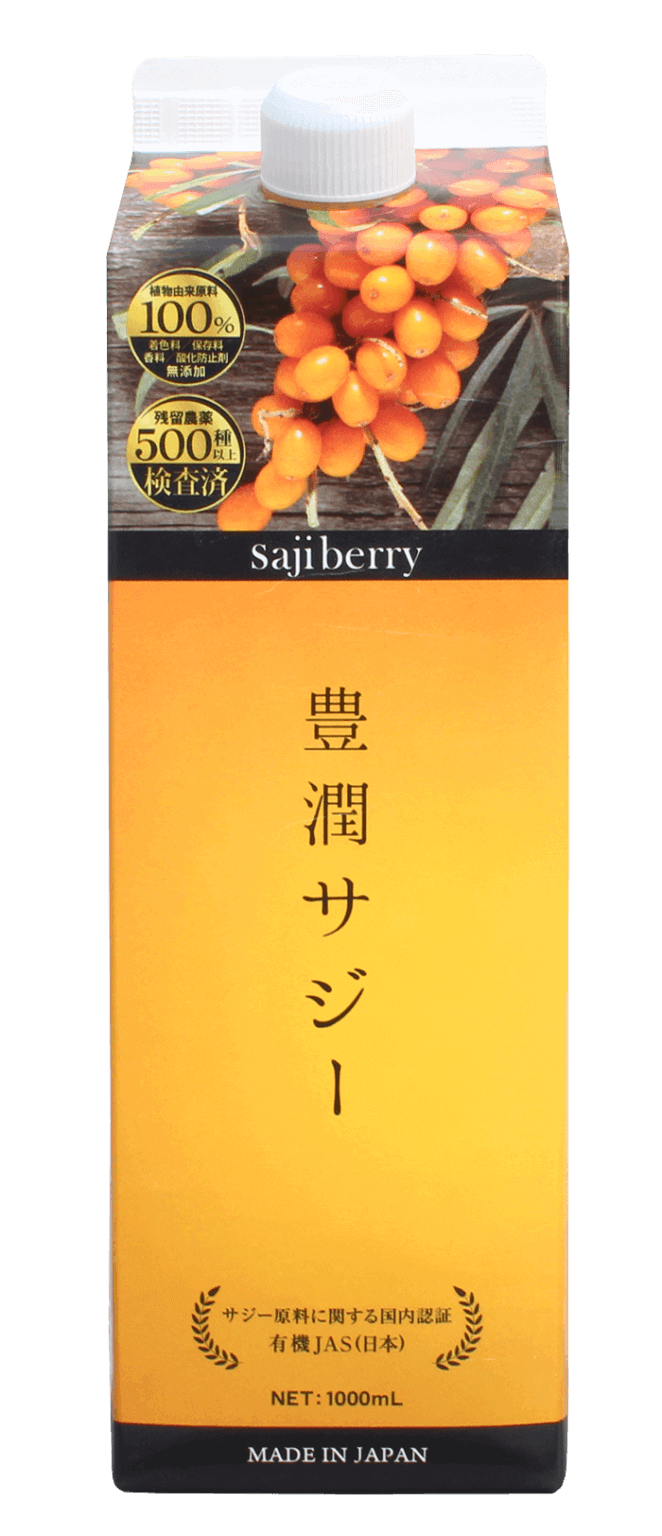 植物由来原料
100%
着色料／保存料
香料／酸化防止剤
無添加
残留農薬
500種以上
検査済
sajiberry
豊潤サジー
サジー原料に関する国内認証
有機JAS(日本)
NET:1000mL
MADE IN JAPAN